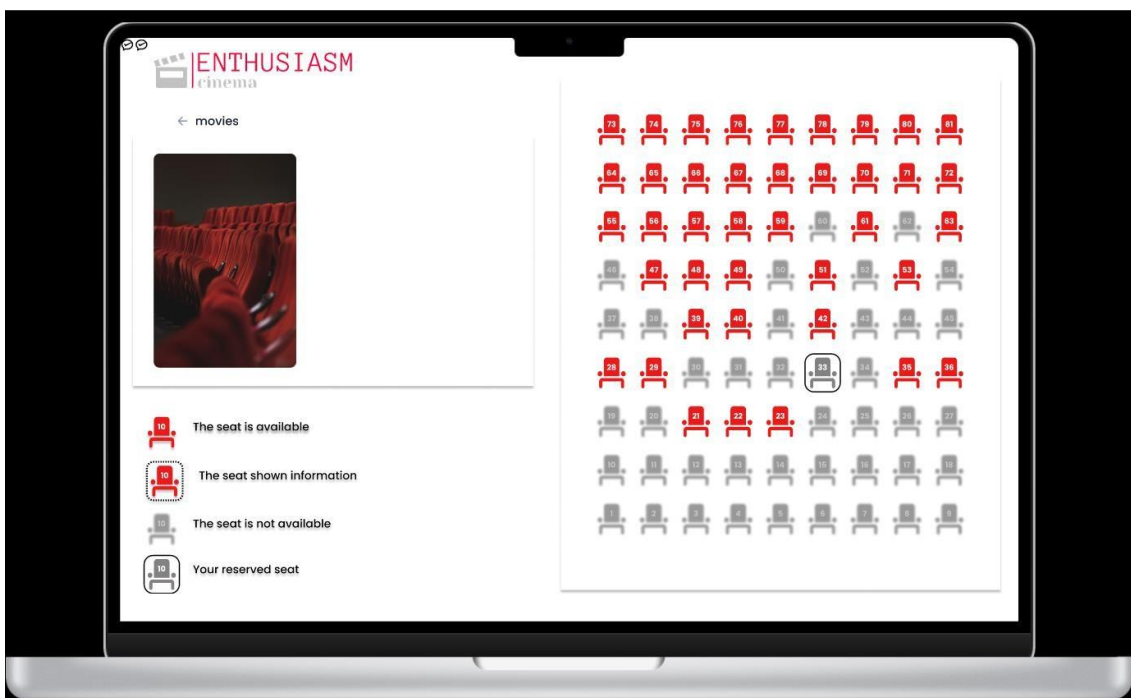 ENTHUSIASM
cinema
← movies
73 74 75 76 77 78 79 80 81
64 65 66 67 68 69 70 71 72
55 56 57 58 59 60 61 62 63
46 47 48 49 50 51 52 53 54
37 38 39 40 41 42 43 44 45
28 29 30 31 32 33 34 35 36
19 20 21 22 23 24 25 26 27
10 11 12 13 14 15 16 17 18
1 2 3 4 5 6 7 8 9
10 The seat is available
10 The seat shown information
10 The seat is not available
10 Your reserved seat